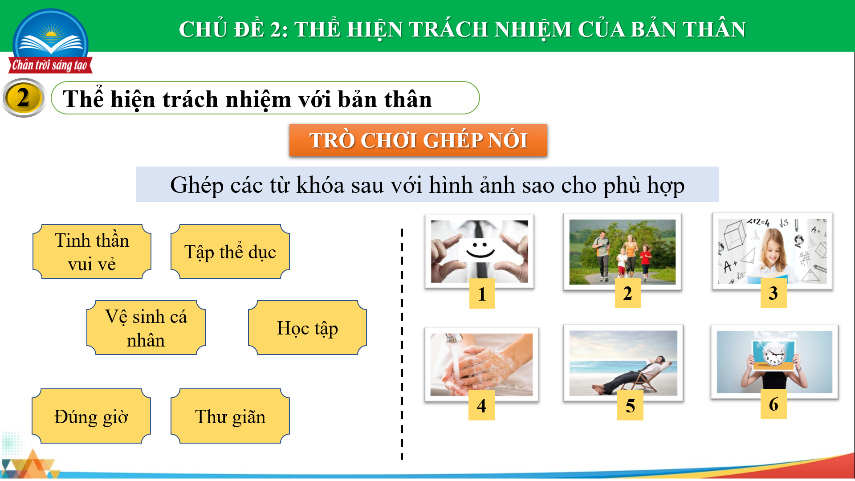 CHỦ ĐỀ 2: THỂ HIỆN TRÁCH NHIỆM CỦA BẢN THÂN
Chân trời sáng tạo
2 Thể hiện trách nhiệm với bản thân
TRÒ CHƠI GHÉP NỐI
Ghép các từ khóa sau với hình ảnh sao cho phù hợp
Tinh thần
vui vẻ
Tập thể dục
Vệ sinh cá
nhân
Học tập
Đúng giờ
Thư giãn
1
2
3
4
5
6
A+